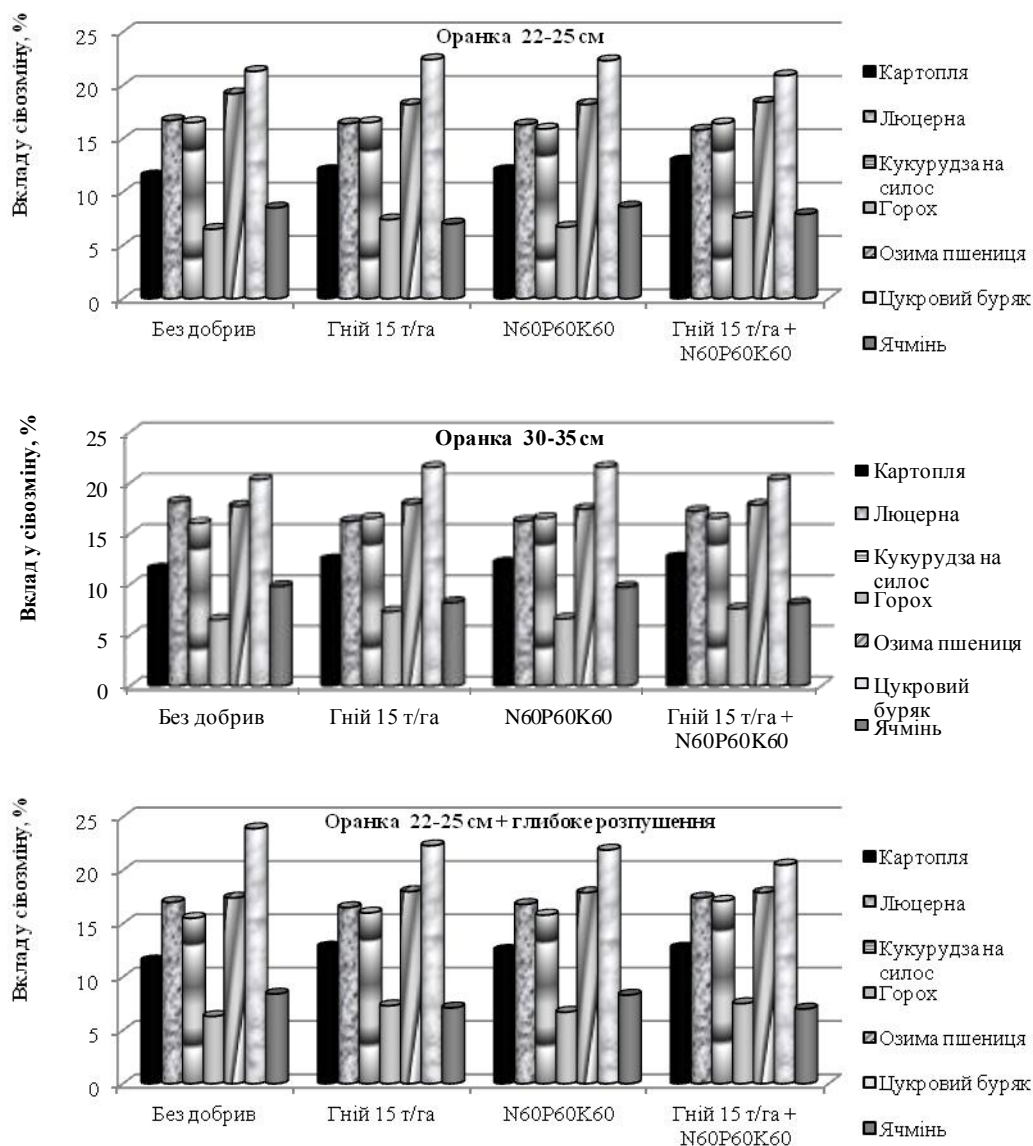 Оранка 22-25 см
Вклад у сівозміну, %
25
20
15
10
5
0
Без добрив
Гній 15 т/га
N60P60K60
Гній 15 т/га +
N60P60K60
Картопля
Люцерна
Кукурудза на
силос
Горох
Озима пшениця
Цукровий буряк
Ячмінь
Оранка 30-35 см
Вклад у сівозміну, %
25
20
15
10
5
0
Без добрив
Гній 15 т/га
N60P60K60
Гній 15 т/га +
N60P60K60
Картопля
Люцерна
Кукурудза на
силос
Горох
Озима пшениця
Цукровий
буряк
Ячмінь
Оранка 22-25 см + глибоке розпушення
Вклад у сівозміну, %
25
20
15
10
5
0
Без добрив
Гній 15 т/га
N60P60K60
Гній 15 т/га +
N60P60K60
Картопля
Люцерна
Кукурудза на
силос
Горох
Озима пшениця
Цукровий буряк
Ячмінь